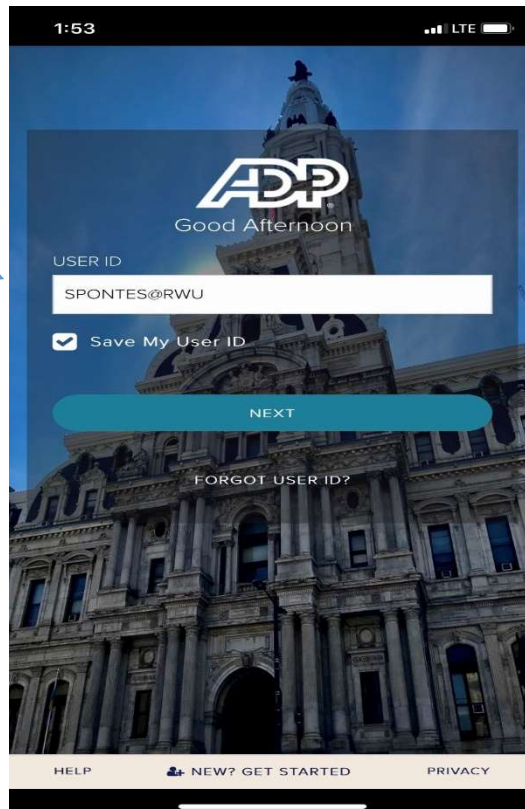 1:53 LTE
ADP
Good Afternoon
USER ID
SPONTES@RWU
Save My User ID
NEXT
FORGOT USER ID?
HELP NEW? GET STARTED PRIVACY